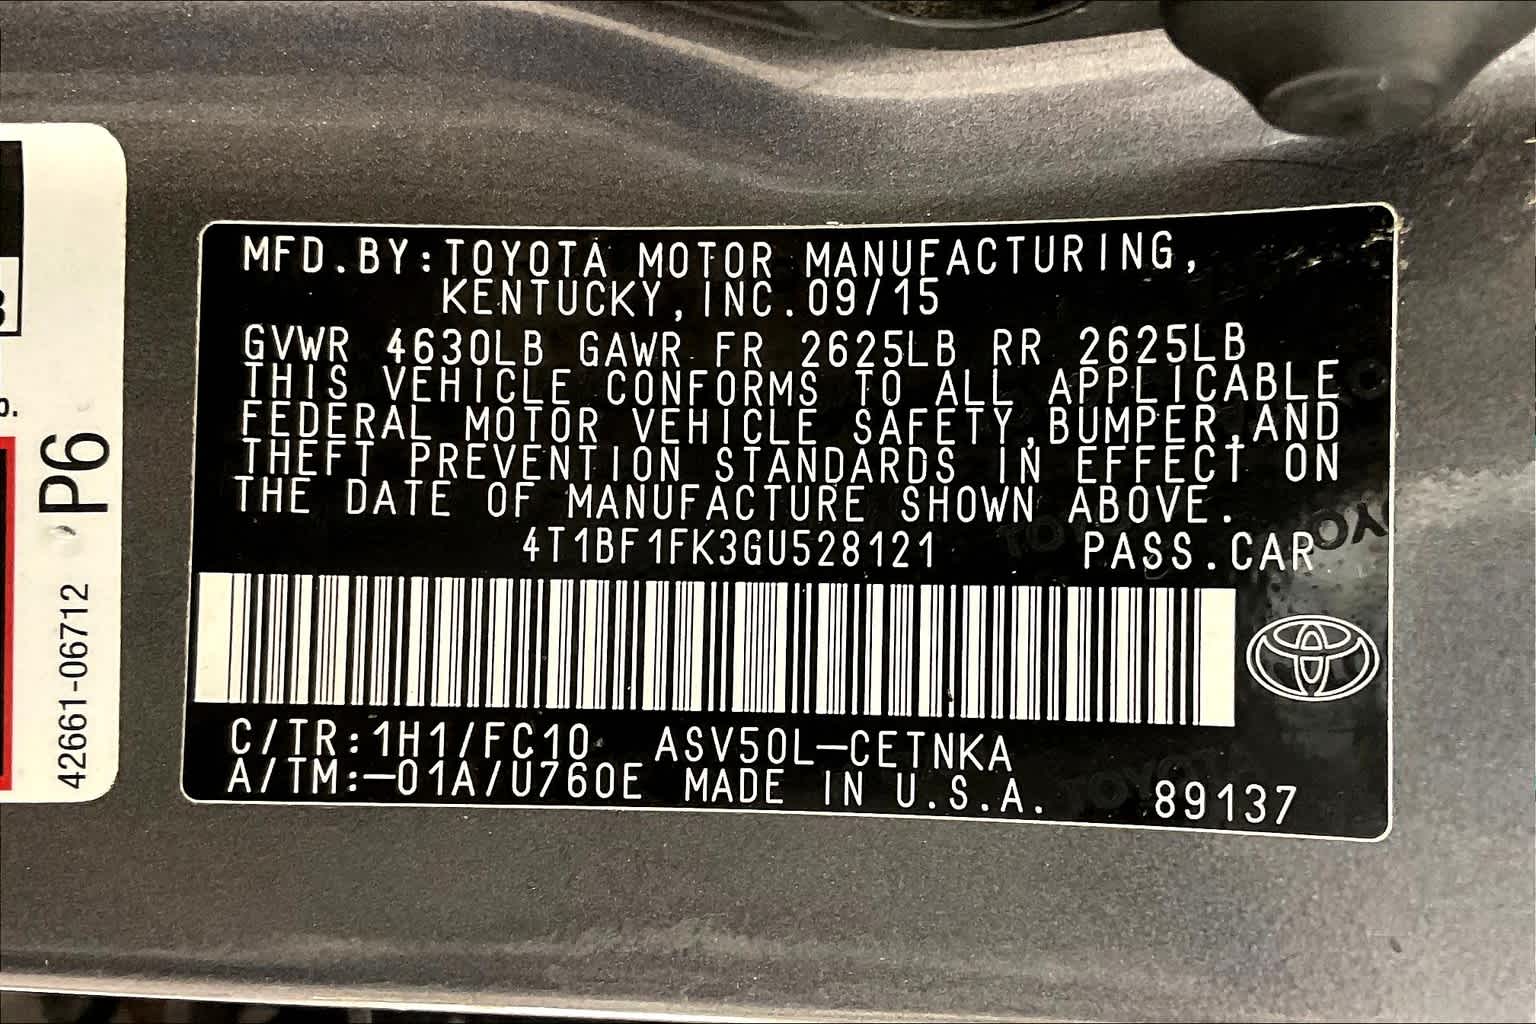 MFD.BY:TOYOTA MOTOR MANUFACTURING,
KENTUCKY,INC.09/15
GVWR 4630LB GAWR FR 2625LB RR 2625LB
THIS VEHICLE CONFORMS TO ALL APPLICABLE
FEDERAL MOTOR VEHICLE SAFETY,BUMPER,AND
THEFT PREVENTION STANDARDS IN EFFECT ON
THE DATE OF MANUFACTURE SHOWN ABOVE.
4T1BF1FK3GU528121 PASS.CAR
C/TR:1H1/FC10 ASV50L-CETNKA
A/TM:-01A/U760E MADE IN U.S.A. 89137
42661-06712 P6
TOYOTA
TOYOTA